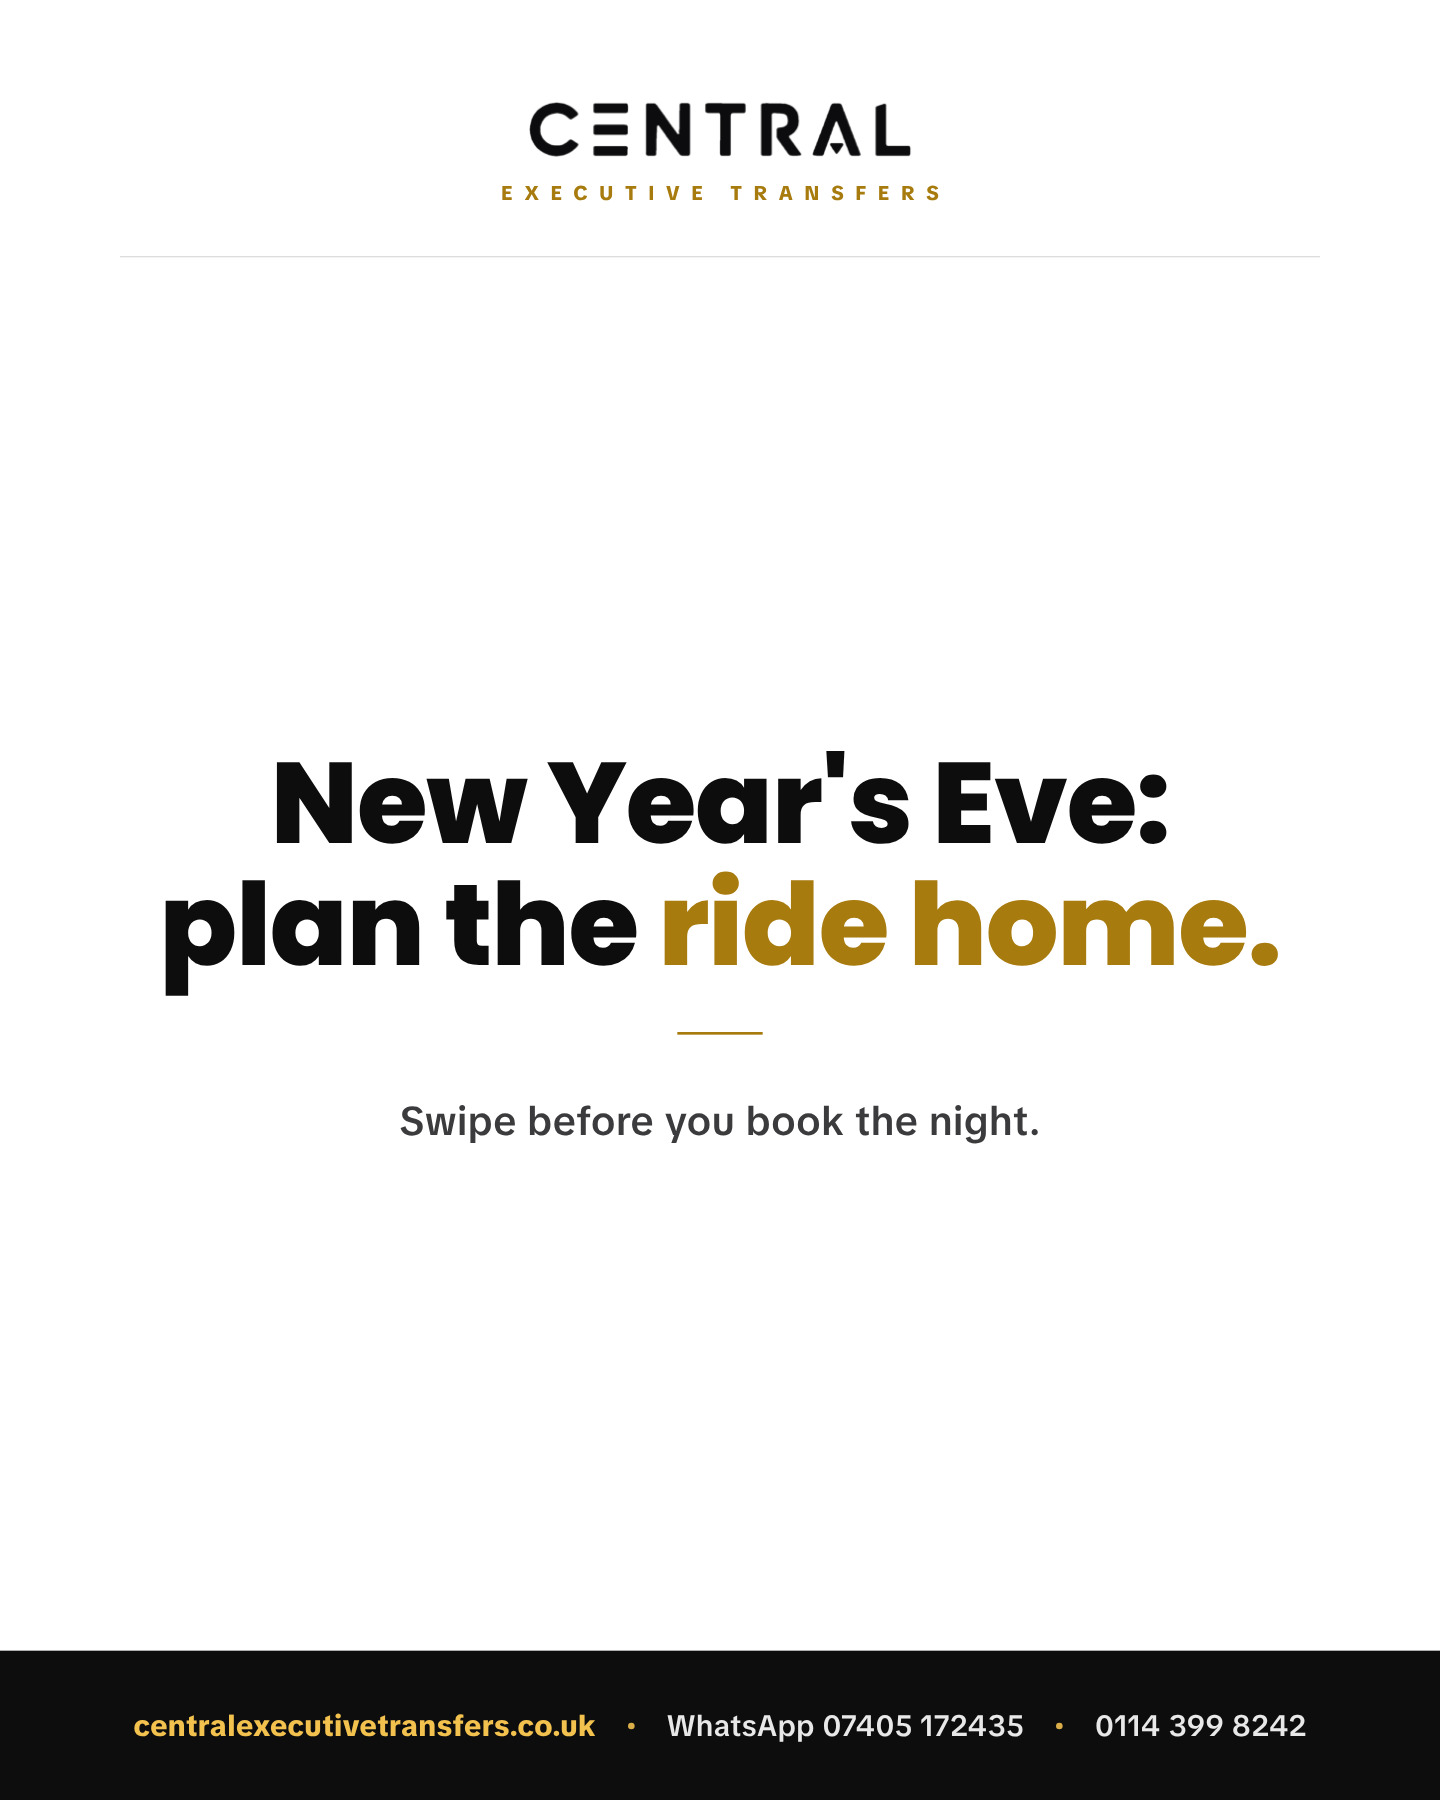 CENTRAL
EXECUTIVE TRANSFERS
New Year's Eve:
plan the ride home.
Swipe before you book the night.
centralexecutivetransfers.co.uk • WhatsApp 07405 172435 • 0114 399 8242